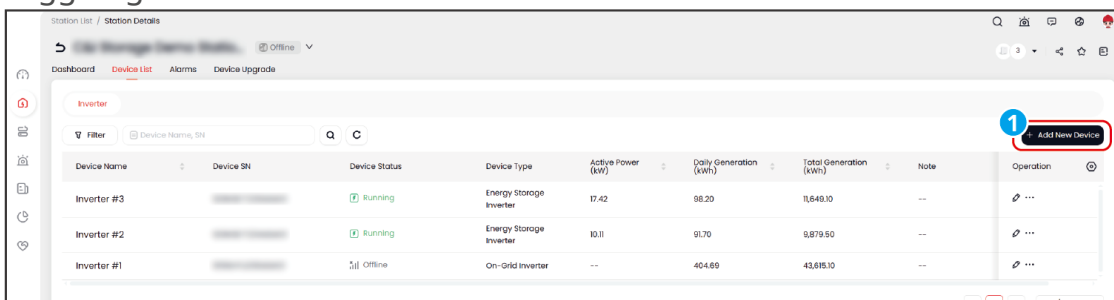 Station List / Station Details
Offline
3
Dashboard Device List Alarms Device Upgrade
Inverter
Filter Device Name, SN
1
+ Add New Device
Device Name Device SN Device Status Device Type Active Power (kW) Daily Generation (kWh) Total Generation (kWh) Note Operation
Inverter #3 Running Energy Storage Inverter 17.42 98.20 11,649.10 -- ...
Inverter #2 Running Energy Storage Inverter 10.11 91.70 9,879.50 -- ...
Inverter #1 Offline On-Grid Inverter -- 404.69 43,615.10 -- ...